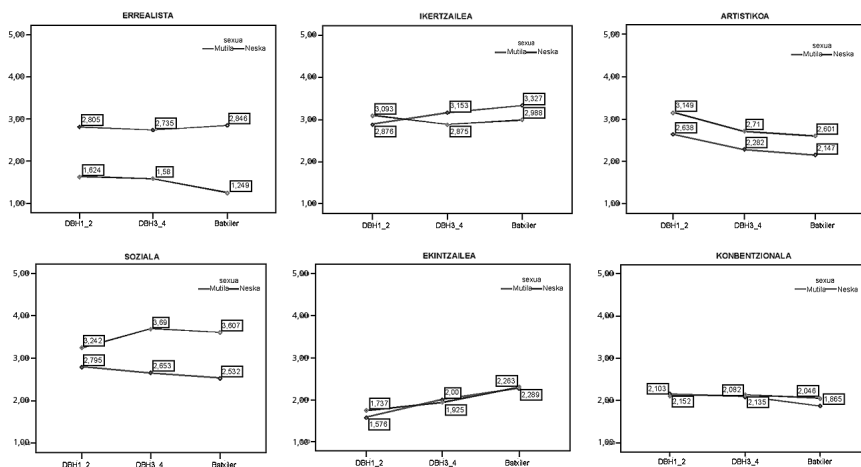 ERREALISTA
sexua
Mutila Neska
5,00
4,00
3,00
2,00
1,00
2,805
2,735
2,846
1,624
1,58
1,249
DBH1_2 DBH3_4 Batxiler
IKERTZAILEA
sexua
Mutila Neska
5,00
4,00
3,00
2,00
1,00
3,093
3,153
3,327
2,876
2,875
2,988
DBH1_2 DBH3_4 Batxiler
ARTISTIKOA
sexua
Mutila Neska
5,00
4,00
3,00
2,00
1,00
3,149
2,71
2,601
2,638
2,282
2,147
DBH1_2 DBH3_4 Batxiler
SOZIALA
sexua
Mutila Neska
5,00
4,00
3,00
2,00
1,00
3,242
3,69
3,607
2,795
2,653
2,532
DBH1_2 DBH3_4 Batxiler
EKINTZAILEA
sexua
Mutila Neska
5,00
4,00
3,00
2,00
1,00
1,737
2,00
2,263
1,576
1,925
2,289
DBH1_2 DBH3_4 Batxiler
KONBENTZIONALA
sexua
Mutila Neska
5,00
4,00
3,00
2,00
1,00
2,103
2,082
2,046
2,152
2,135
1,865
DBH1_2 DBH3_4 Batxiler